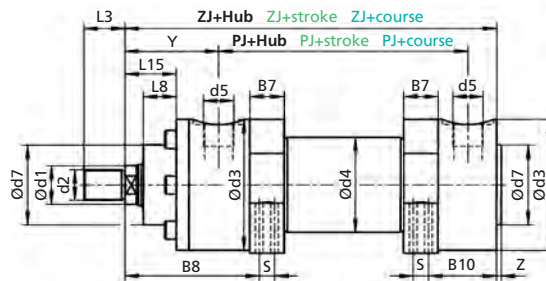 L3 ZJ+Hub ZJ+stroke ZJ+course
Y PJ+Hub PJ+stroke PJ+course
L15
L8 d5 B7 B7 d5
Ød7 Ød1 d2 Ød3 Ød4 Ød7 Ød3
B8 S S B10 Z